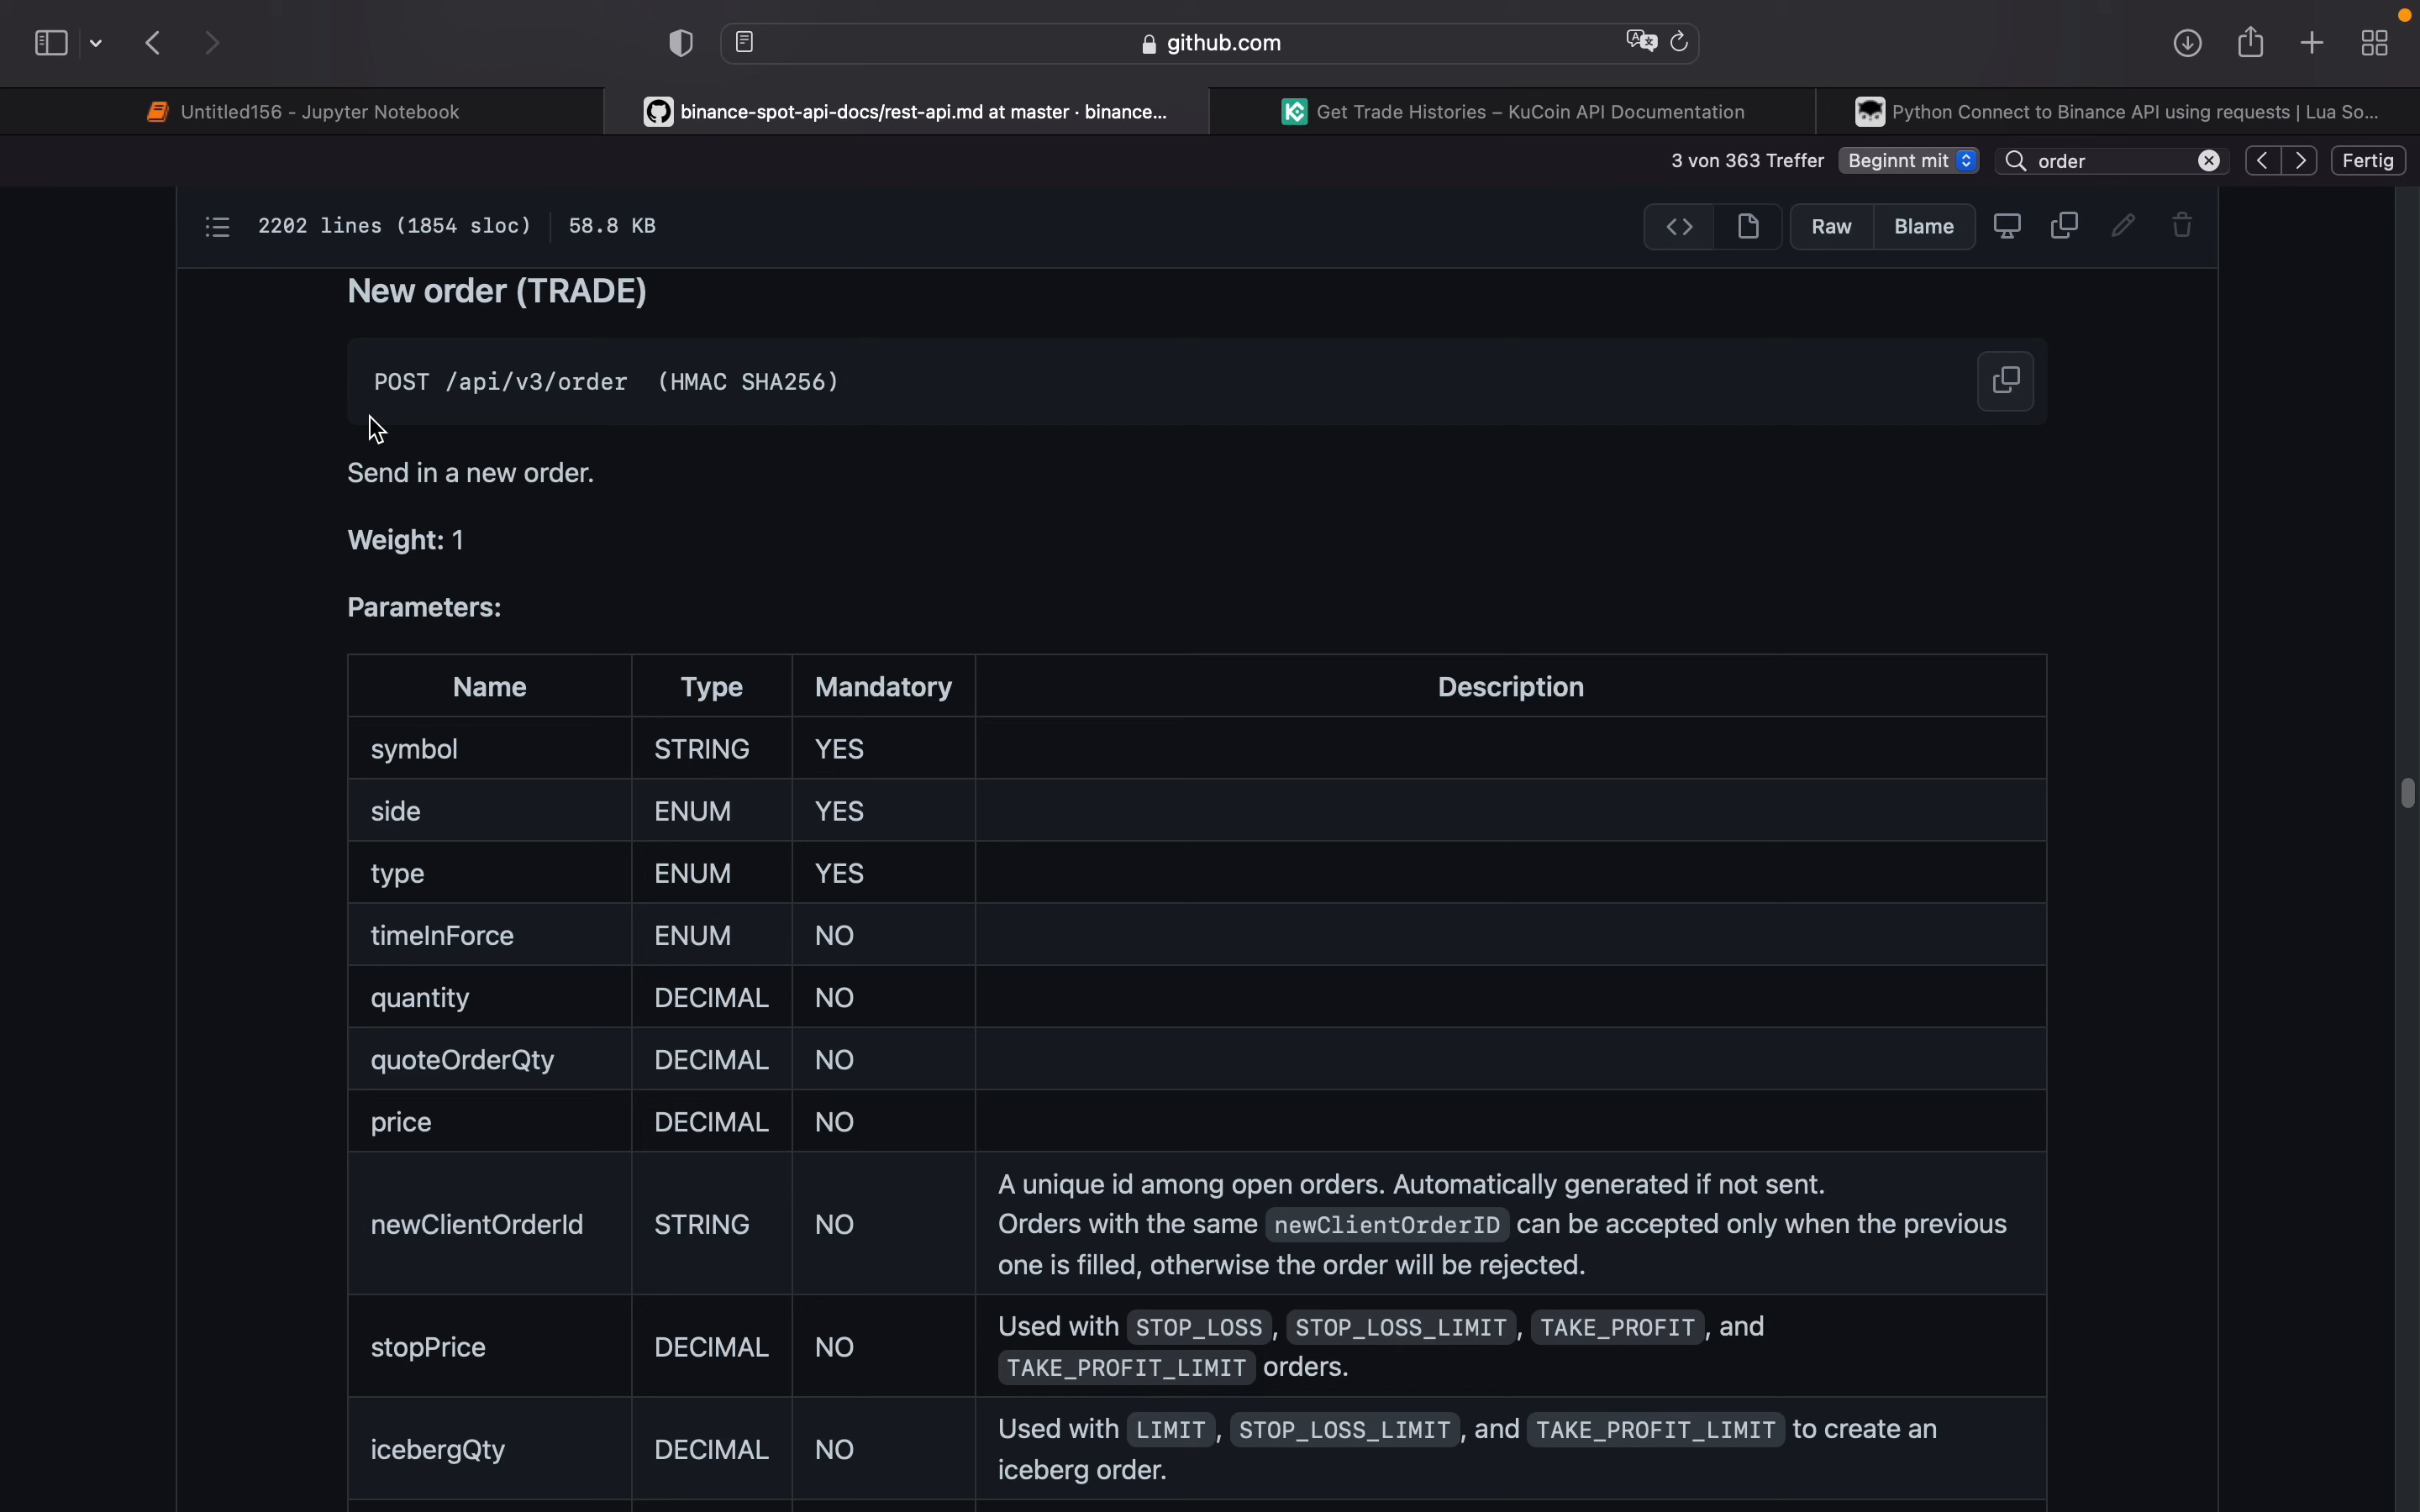 github.com
Untitled156 - Jupyter Notebook
binance-spot-api-docs/rest-api.md at master · binance...
Get Trade Histories – KuCoin API Documentation
Python Connect to Binance API using requests | Lua So...
3 von 363 Treffer
Beginnt mit
order
Fertig
2202 lines (1854 sloc)
58.8 KB
Raw
Blame
New order (TRADE)
POST /api/v3/order (HMAC SHA256)
Send in a new order.
Weight: 1
Parameters:
Name Type Mandatory Description
symbol STRING YES
side ENUM YES
type ENUM YES
timeInForce ENUM NO
quantity DECIMAL NO
quoteOrderQty DECIMAL NO
price DECIMAL NO
newClientOrderId STRING NO
A unique id among open orders. Automatically generated if not sent.
Orders with the same newClientOrderID can be accepted only when the previous
one is filled, otherwise the order will be rejected.
stopPrice DECIMAL NO
Used with STOP_LOSS, STOP_LOSS_LIMIT, TAKE_PROFIT, and
TAKE_PROFIT_LIMIT orders.
icebergQty DECIMAL NO
Used with LIMIT, STOP_LOSS_LIMIT, and TAKE_PROFIT_LIMIT to create an
iceberg order.